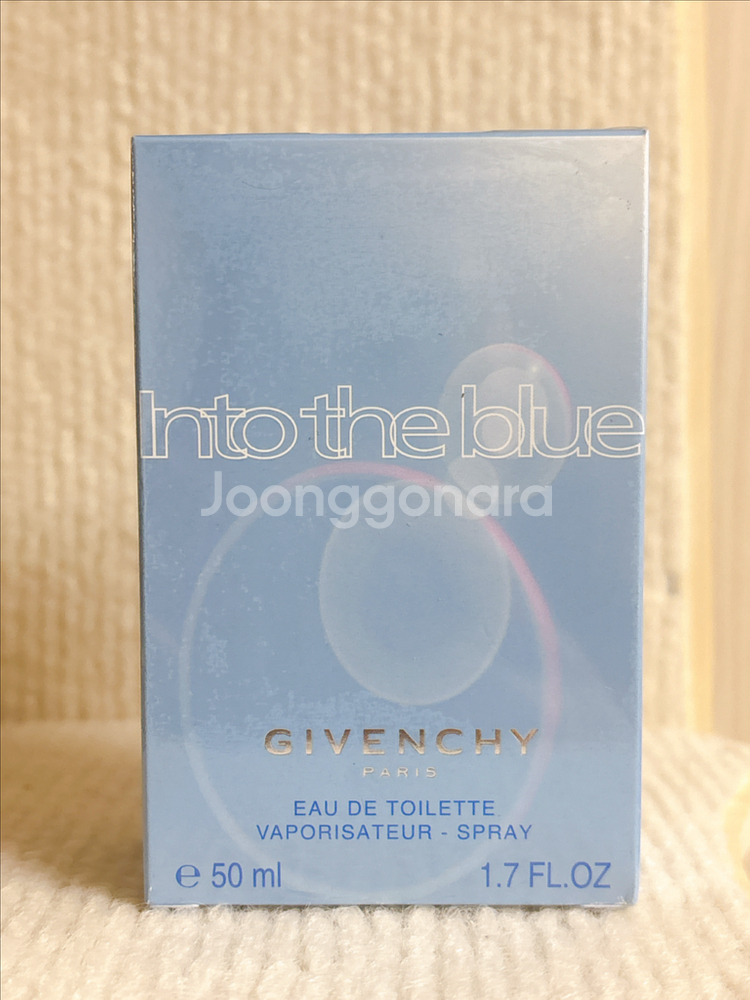 Into the blue
Joonggonara
GIVENCHY
PARIS
EAU DE TOILETTE
VAPORISATEUR - SPRAY
℮ 50 ml 1.7 FL.OZ